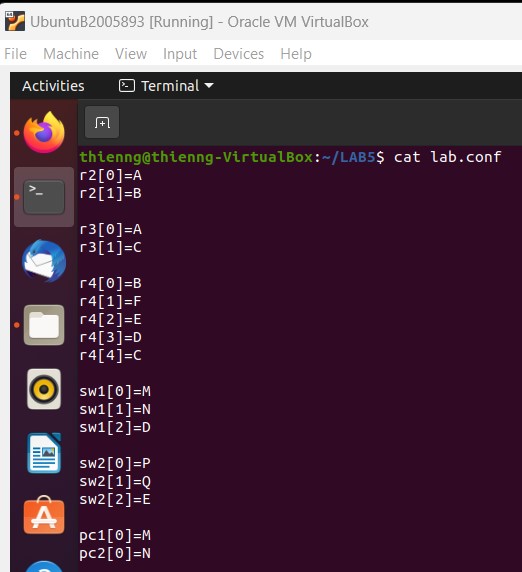 UbuntuB2005893 [Running] - Oracle VM VirtualBox
File Machine View Input Devices Help
Activities Terminal
thienng@thienng-VirtualBox:~/LAB5$ cat lab.conf
r2[0]=A
r2[1]=B
r3[0]=A
r3[1]=C
r4[0]=B
r4[1]=F
r4[2]=E
r4[3]=D
r4[4]=C
sw1[0]=M
sw1[1]=N
sw1[2]=D
sw2[0]=P
sw2[1]=Q
sw2[2]=E
pc1[0]=M
pc2[0]=N